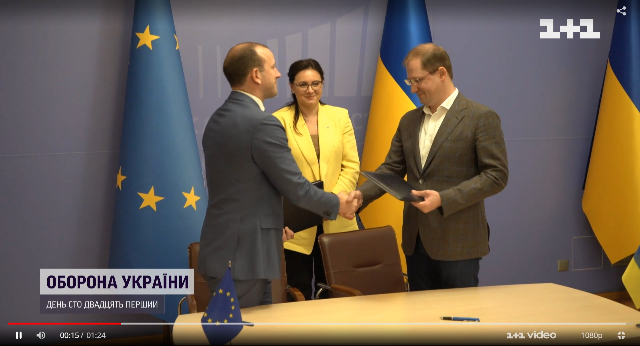 1+1
ОБОРОНА УКРАЇНИ
ДЕНЬ СТО ДВАДЦЯТЬ ПЕРШИЙ
00:15 / 01:24
1+1 video
1080p